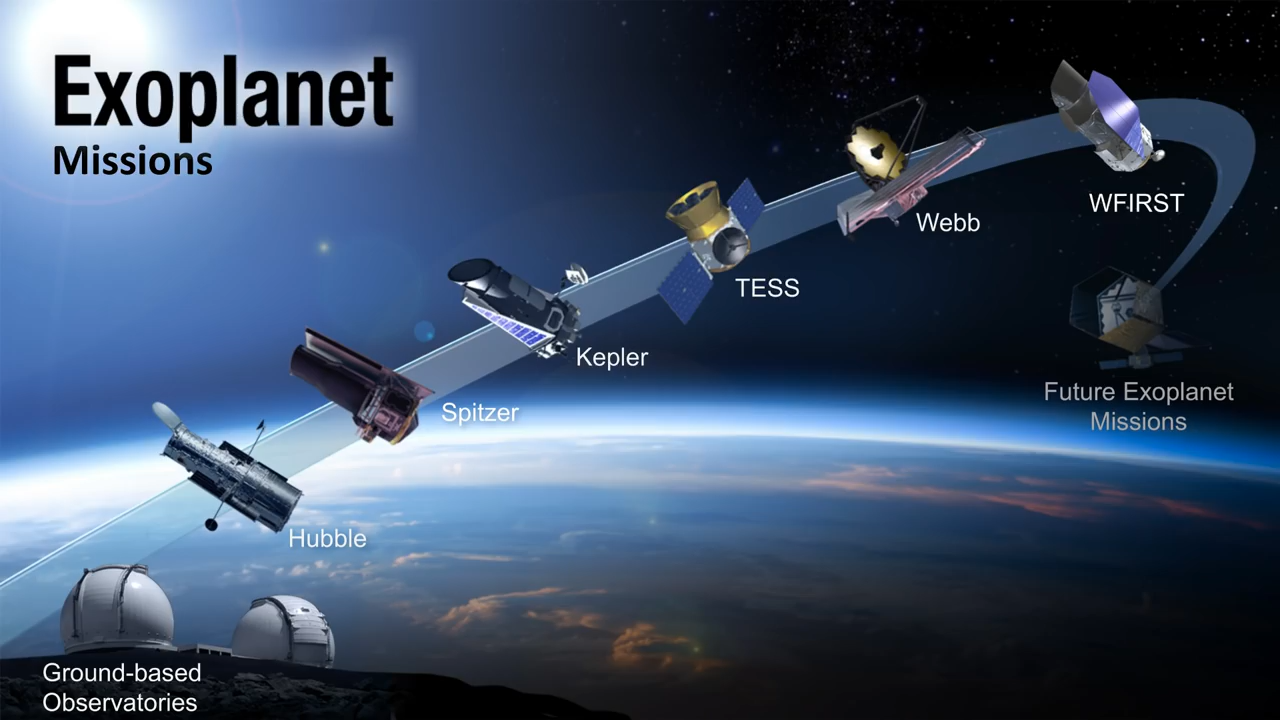 Exoplanet
Missions
WFIRST
Webb
TESS
Kepler
Future Exoplanet
Missions
Spitzer
Hubble
Ground-based
Observatories